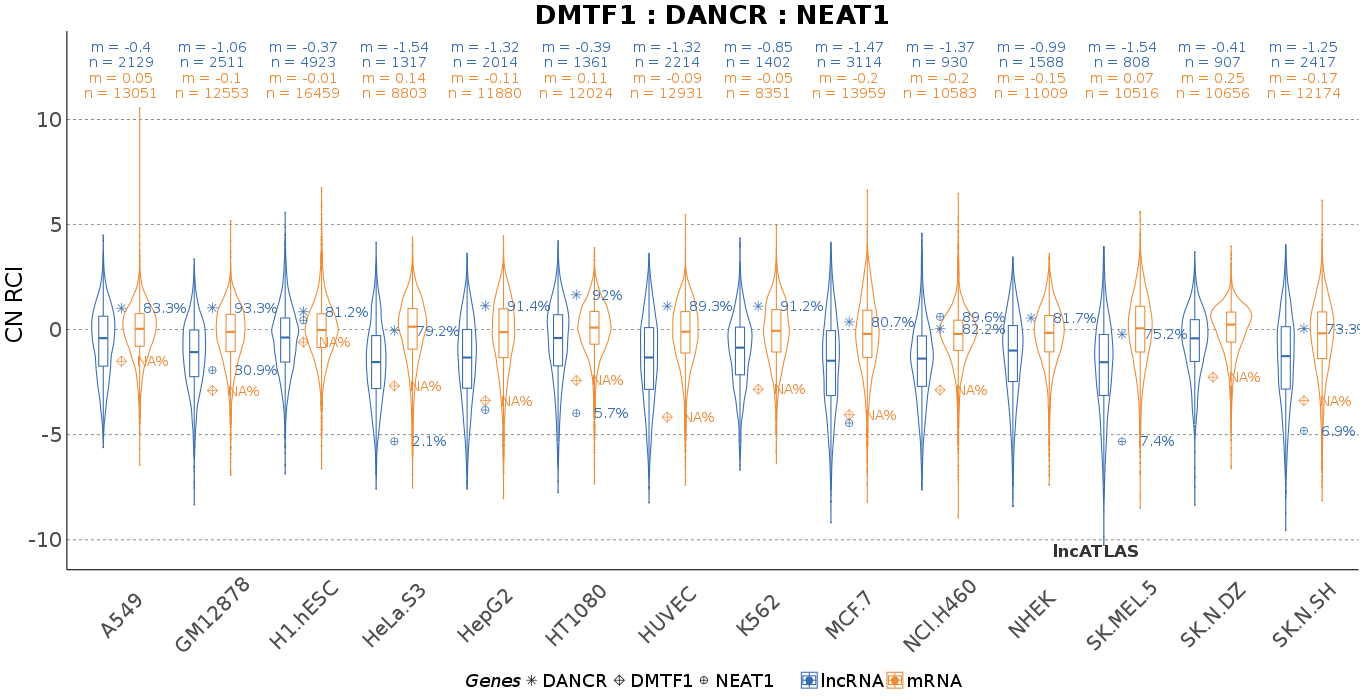 DMTF1 : DANCR : NEAT1
m = -0.4 m = -1.06 m = -0.37 m = -1.54 m = -1.32 m = -0.39 m = -1.32 m = -0.85 m = -1.47 m = -1.37 m = -0.99 m = -1.54 m = -0.41 m = -1.25
n = 2129 n = 2511 n = 4923 n = 1317 n = 2014 n = 1361 n = 2214 n = 1402 n = 3114 n = 930 n = 1588 n = 808 n = 907 n = 2417
m = 0.05 m = -0.1 m = -0.01 m = 0.14 m = -0.11 m = 0.11 m = -0.09 m = -0.05 m = -0.2 m = -0.2 m = -0.15 m = 0.07 m = 0.25 m = -0.17
n = 13051 n = 12553 n = 16459 n = 8803 n = 11880 n = 12024 n = 12931 n = 8351 n = 13959 n = 10583 n = 11009 n = 10516 n = 10656 n = 12174
10
5
0
-5
-10
CN RCI
83.3% 93.3% 81.2% 79.2% 91.4% 92% 89.3% 91.2% 80.7% 89.6% 81.7% 75.2% 73.3%
82.2%
NA% NA% NA% NA% NA% NA% NA% NA% NA% NA% NA% NA%
30.9% 2.1% 5.7% 7.4% 6.9%
lncATLAS
A549 GM12878 H1.hESC HeLa.S3 HepG2 HT1080 HUVEC K562 MCF.7 NCI.H460 NHEK SK.MEL.5 SK.N.DZ SK.N.SH
Genes DANCR DMTF1 NEAT1 lncRNA mRNA